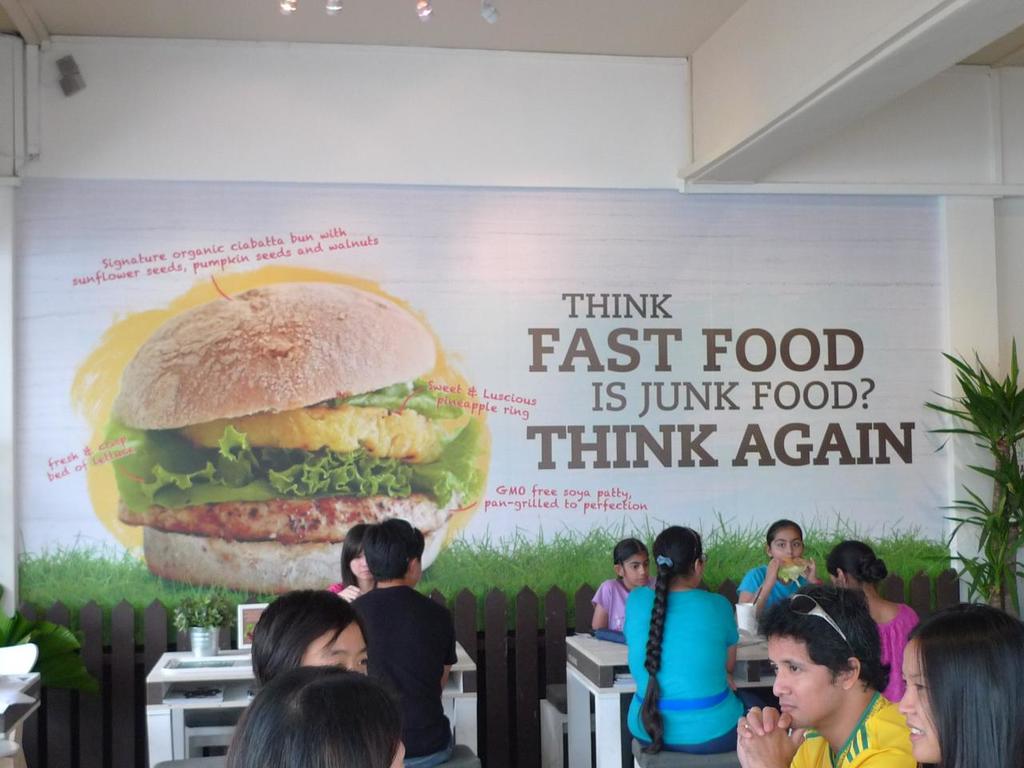 Signature organic ciabatta bun with
sunflower seeds, pumpkin seeds and walnuts
THINK
FAST FOOD
IS JUNK FOOD?
THINK AGAIN
Sweet & Luscious
pineapple ring
fresh & crisp
bed of lettuce
GMO free soya patty,
pan-grilled to perfection